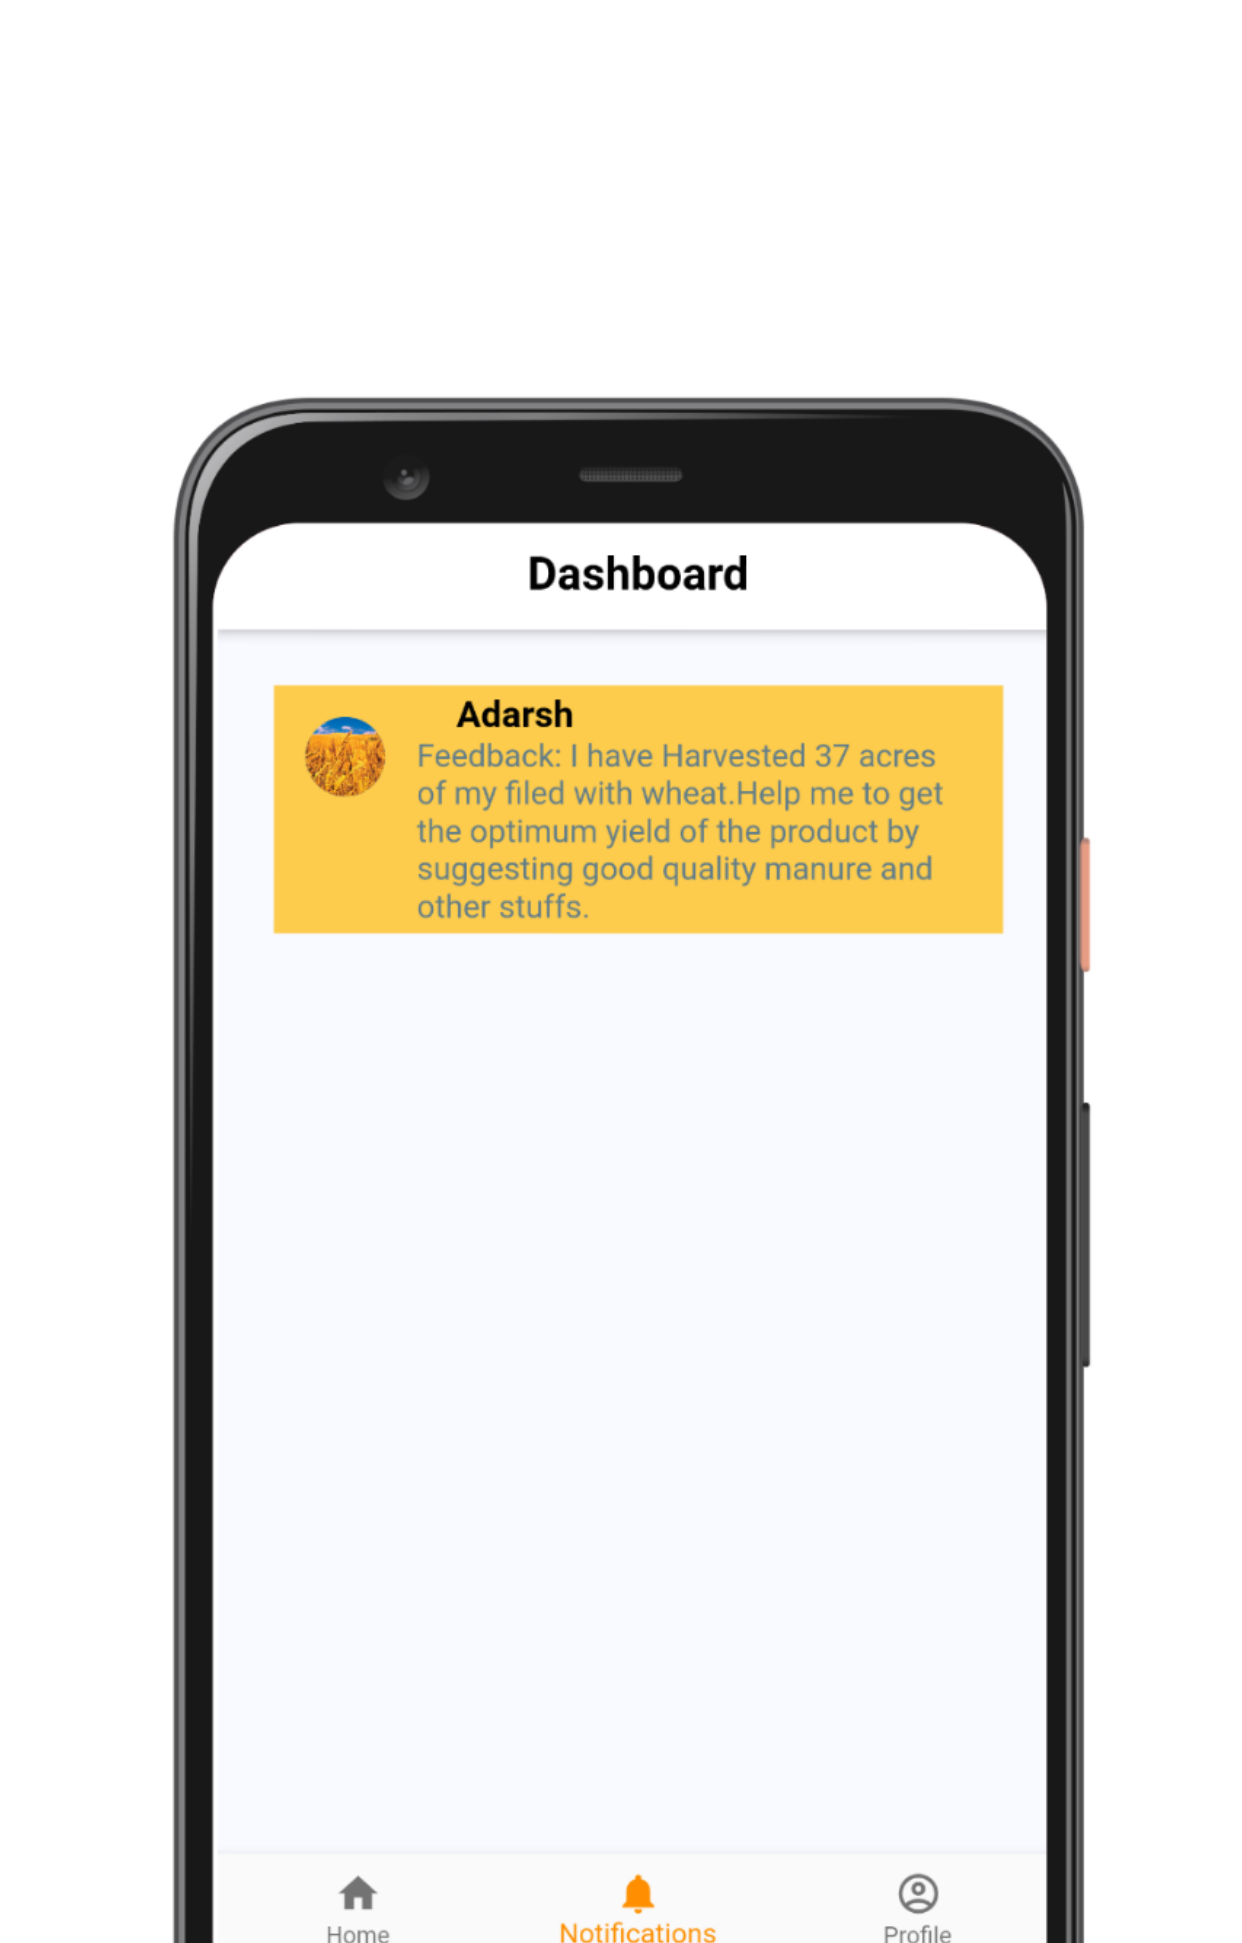 Dashboard
Adarsh
Feedback: I have Harvested 37 acres
of my filed with wheat.Help me to get
the optimum yield of the product by
suggesting good quality manure and
other stuffs.
Home
Notifications
Profile